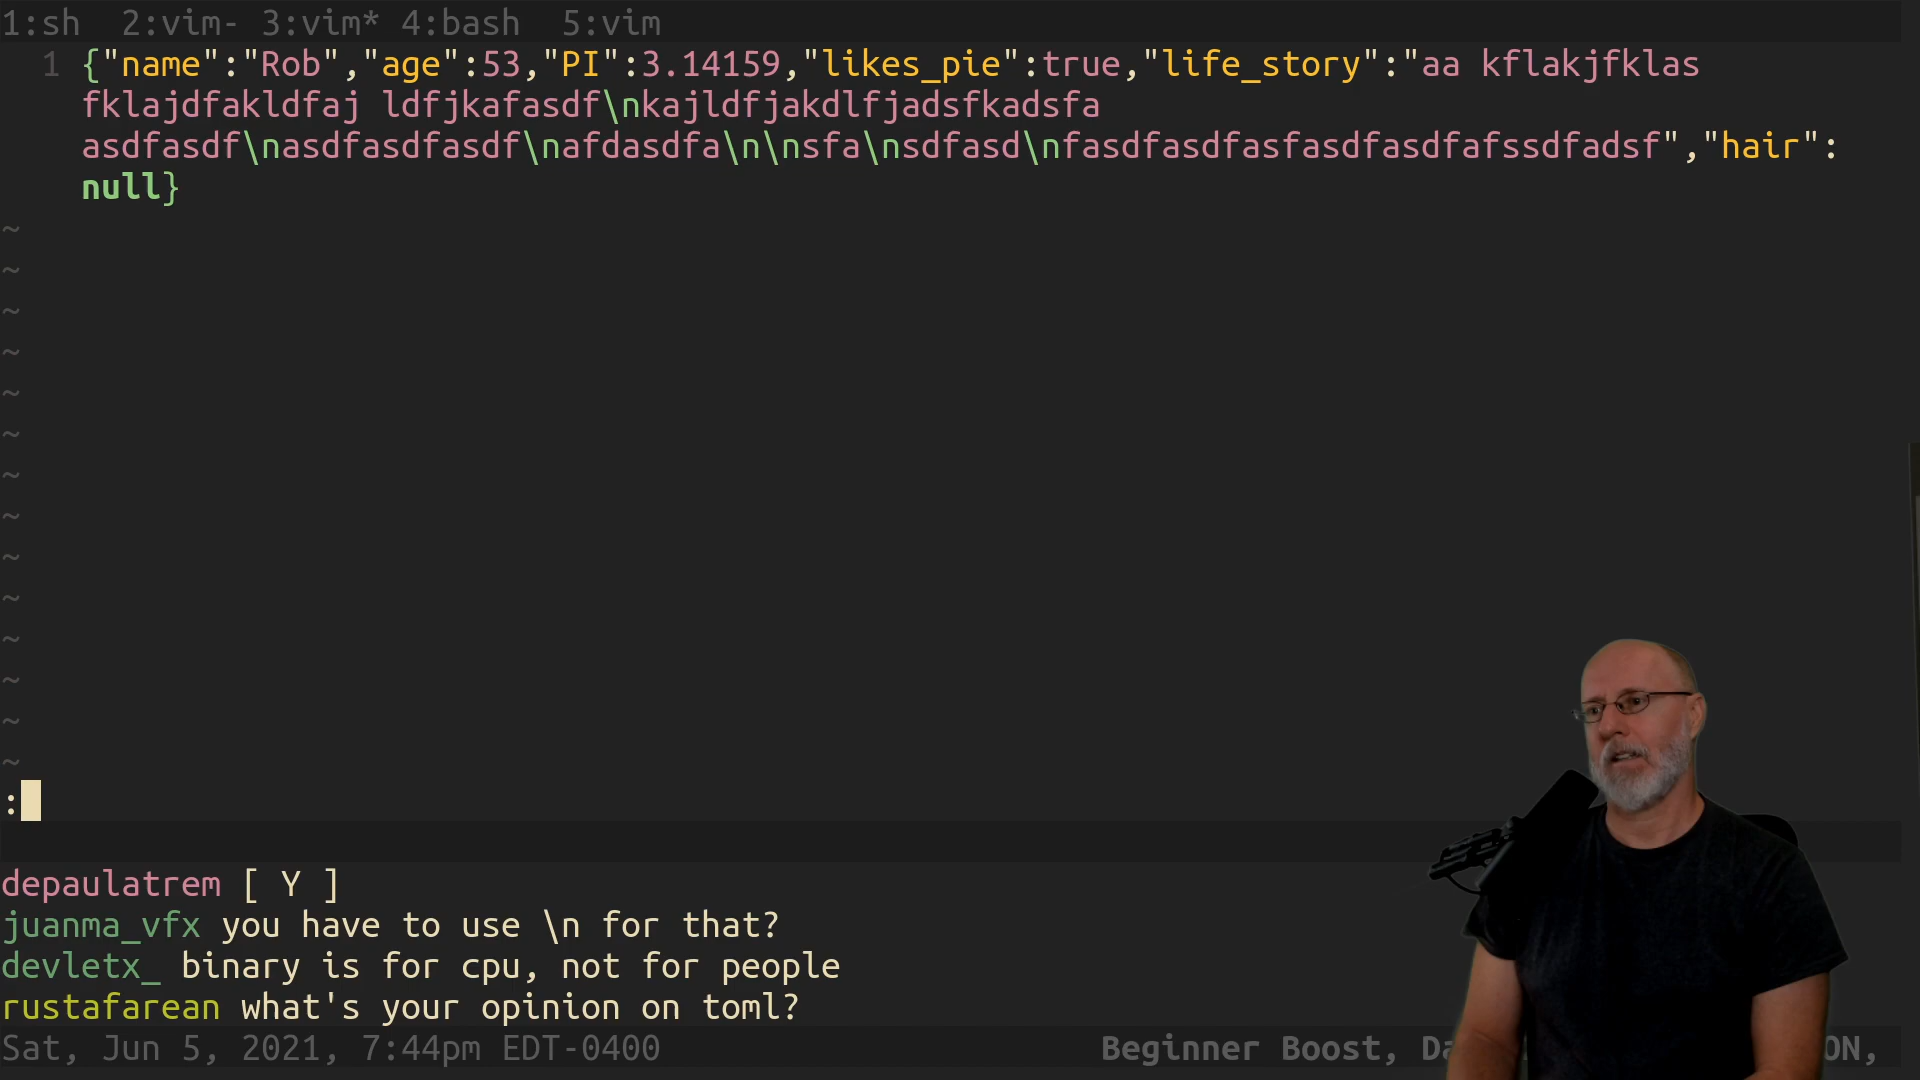 1:sh  2:vim- 3:vim* 4:bash  5:vim
1 {"name":"Rob","age":53,"PI":3.14159,"likes_pie":true,"life_story":"aa kflakjfklas
fklajdfakldfaj ldfjkafasdf\nkajldfjakdlfjadsfkadsfa
asdfasdf\nasdfasdfasdf\nafdasdfa\n\nsfa\nsdfasd\nfasdfasdfasfasdfasdfafssdfadsf","hair":
null}
~
~
~
~
~
~
~
~
~
~
~
~
~
~
:
depaulatrem [ Y ]
juanma_vfx you have to use \n for that?
devletx_ binary is for cpu, not for people
rustafarean what's your opinion on toml?
Sat, Jun 5, 2021, 7:44pm EDT-0400 Beginner Boost,